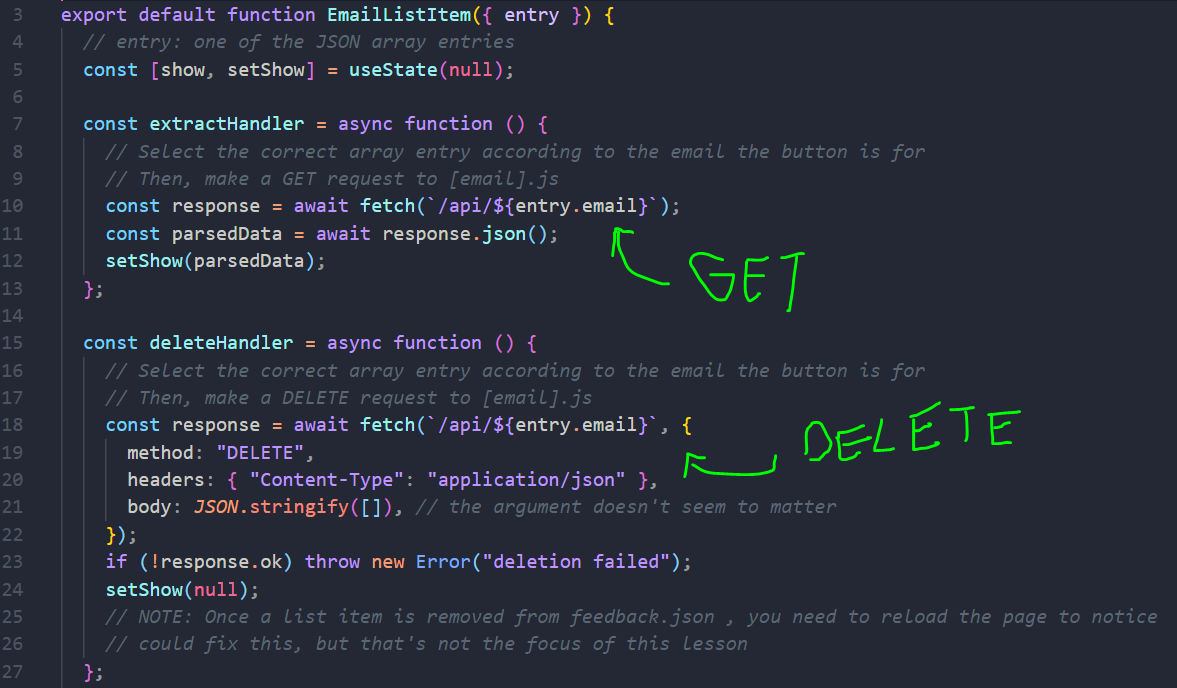 3 export default function EmailListItem({ entry }) {
4 // entry: one of the JSON array entries
5 const [show, setShow] = useState(null);
6
7 const extractHandler = async function () {
8 // Select the correct array entry according to the email the button is for
9 // Then, make a GET request to [email].js
10 const response = await fetch(`/api/${entry.email}`);
11 const parsedData = await response.json();
12 setShow(parsedData);
GET
13 };
14
15 const deleteHandler = async function () {
16 // Select the correct array entry according to the email the button is for
17 // Then, make a DELETE request to [email].js
18 const response = await fetch(`/api/${entry.email}`, {
DELETE
19 method: "DELETE",
20 headers: { "Content-Type": "application/json" },
21 body: JSON.stringify([]), // the argument doesn't seem to matter
22 });
23 if (!response.ok) throw new Error("deletion failed");
24 setShow(null);
25 // NOTE: Once a list item is removed from feedback.json , you need to reload the page to notice
26 // could fix this, but that's not the focus of this lesson
27 };